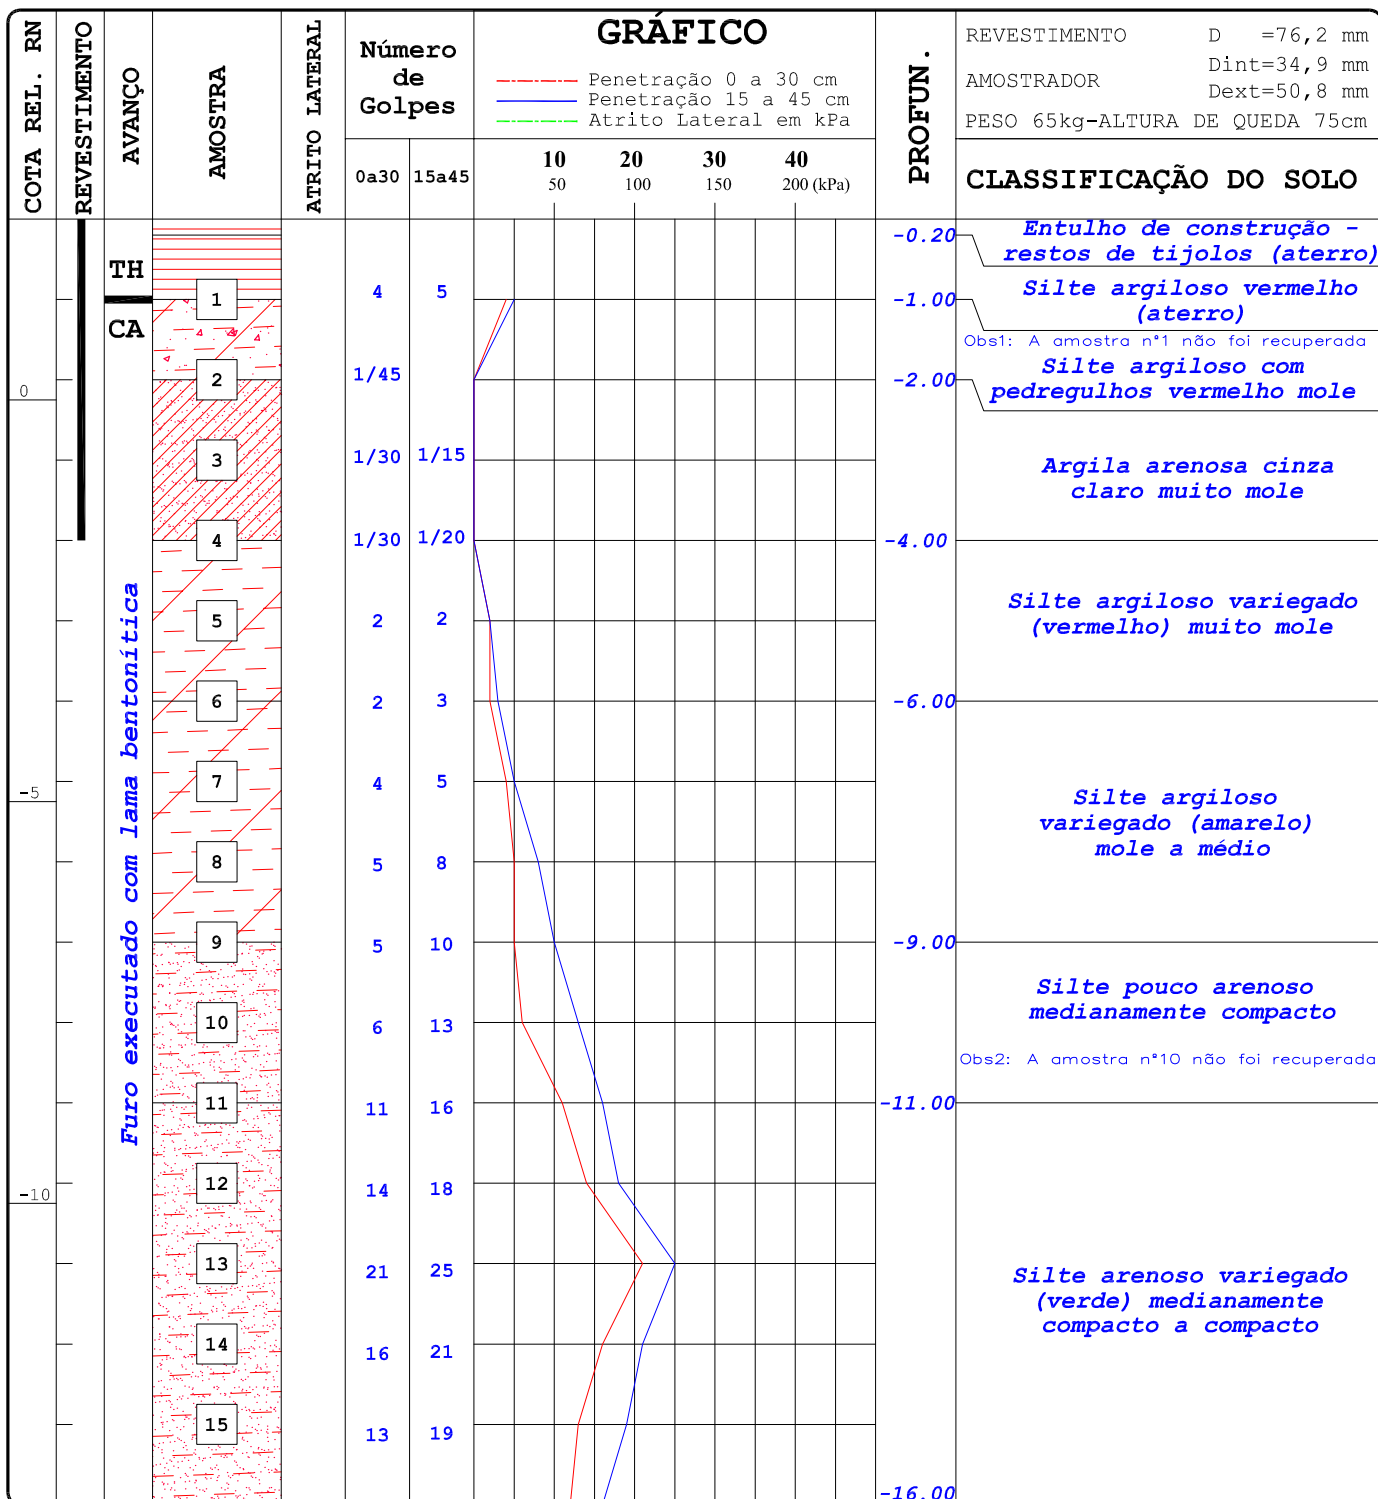 COTA REL. RN
REVESTIMENTO
AVANÇO
AMOSTRA
ATRITO LATERAL
Número
de
Golpes
0a30 15a45
GRÁFICO
Penetração 0 a 30 cm
Penetração 15 a 45 cm
Atrito Lateral em kPa
10 20 30 40
50 100 150 200 (kPa)
PROFUN.
REVESTIMENTO D =76,2 mm
AMOSTRADOR Dint=34,9 mm
Dext=50,8 mm
PESO 65kg-ALTURA DE QUEDA 75cm
CLASSIFICAÇÃO DO SOLO
-0.20 Entulho de construção -
restos de tijolos (aterro)
TH
1 4 5 -1.00 Silte argiloso vermelho
(aterro)
CA
Obs1: A amostra n°1 não foi recuperada
0
2 1/45 -2.00 Silte argiloso com
pedregulhos vermelho mole
3 1/30 1/15 Argila arenosa cinza
claro muito mole
4 1/30 1/20 -4.00
Furo executado com lama bentonítica
5 2 2 Silte argiloso variegado
(vermelho) muito mole
6 2 3 -6.00
7 4 5
-5
Silte argiloso
variegado (amarelo)
mole a médio
8 5 8
9 5 10 -9.00
Silte pouco arenoso
medianamente compacto
10 6 13
Obs2: A amostra n°10 não foi recuperada
11 11 16 -11.00
12 14 18
-10
13 21 25
Silte arenoso variegado
(verde) medianamente
compacto a compacto
14 16 21
15 13 19
-16.00